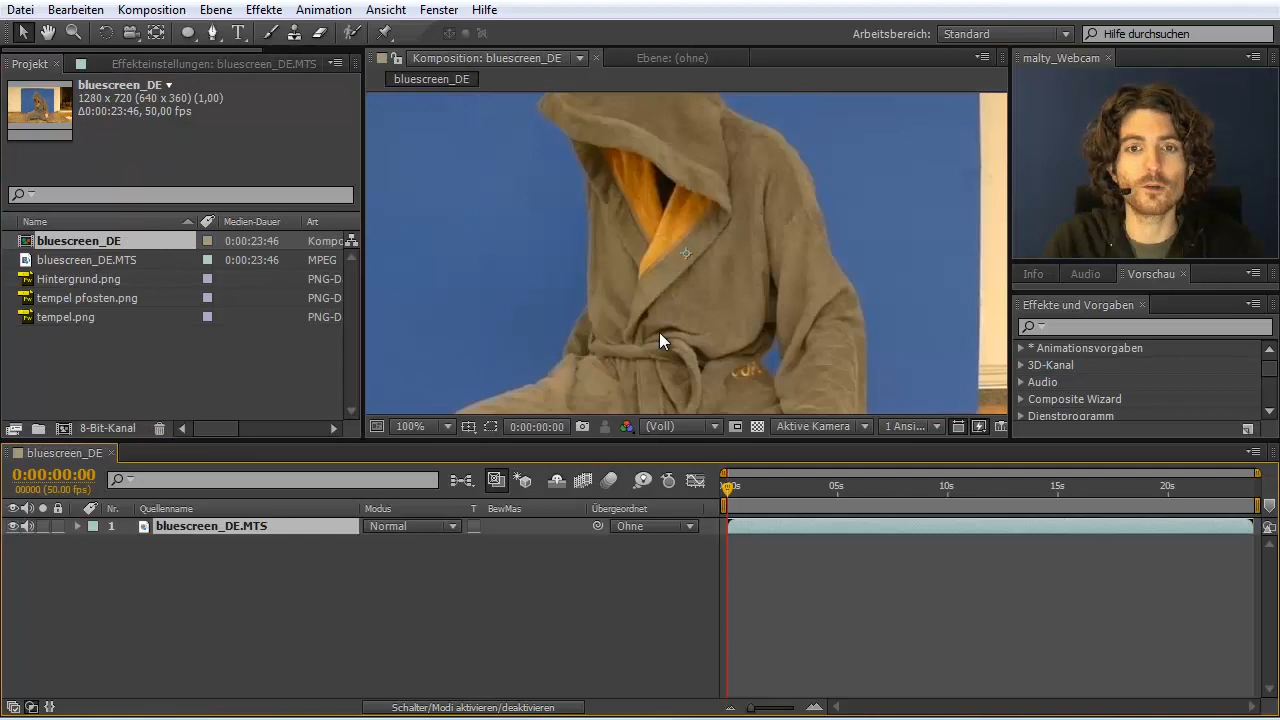 Datei Bearbeiten Komposition Ebene Effekte Animation Ansicht Fenster Hilfe
Arbeitsbereich: Standard Hilfe durchsuchen
Projekt Effekteinstellungen: bluescreen_DE.MTS
Komposition: bluescreen_DE Ebene: (ohne)
malty_Webcam
bluescreen_DE
bluescreen_DE
1280 x 720 (640 x 360) (1,00)
Δ0:00:23:46, 50,00 fps
Name Medien-Dauer Art
bluescreen_DE 0:00:23:46 Kompo
bluescreen_DE.MTS 0:00:23:46 MPEG
Hintergrund.png PNG-D
tempel pfosten.png PNG-D
tempel.png PNG-D
8-Bit-Kanal
100% 0:00:00:00 (Voll) Aktive Kamera 1 Ansi...
Info Audio Vorschau
Effekte und Vorgaben
* Animationsvorgaben
3D-Kanal
Audio
Composite Wizard
Dienstprogramm
bluescreen_DE
0:00:00:00
00000 (50.00 fps)
05s 10s 15s 20s
Nr. Quellenname Modus T BewMas Übergeordnet
1 bluescreen_DE.MTS Normal Ohne
Schalter/Modi aktivieren/deaktivieren